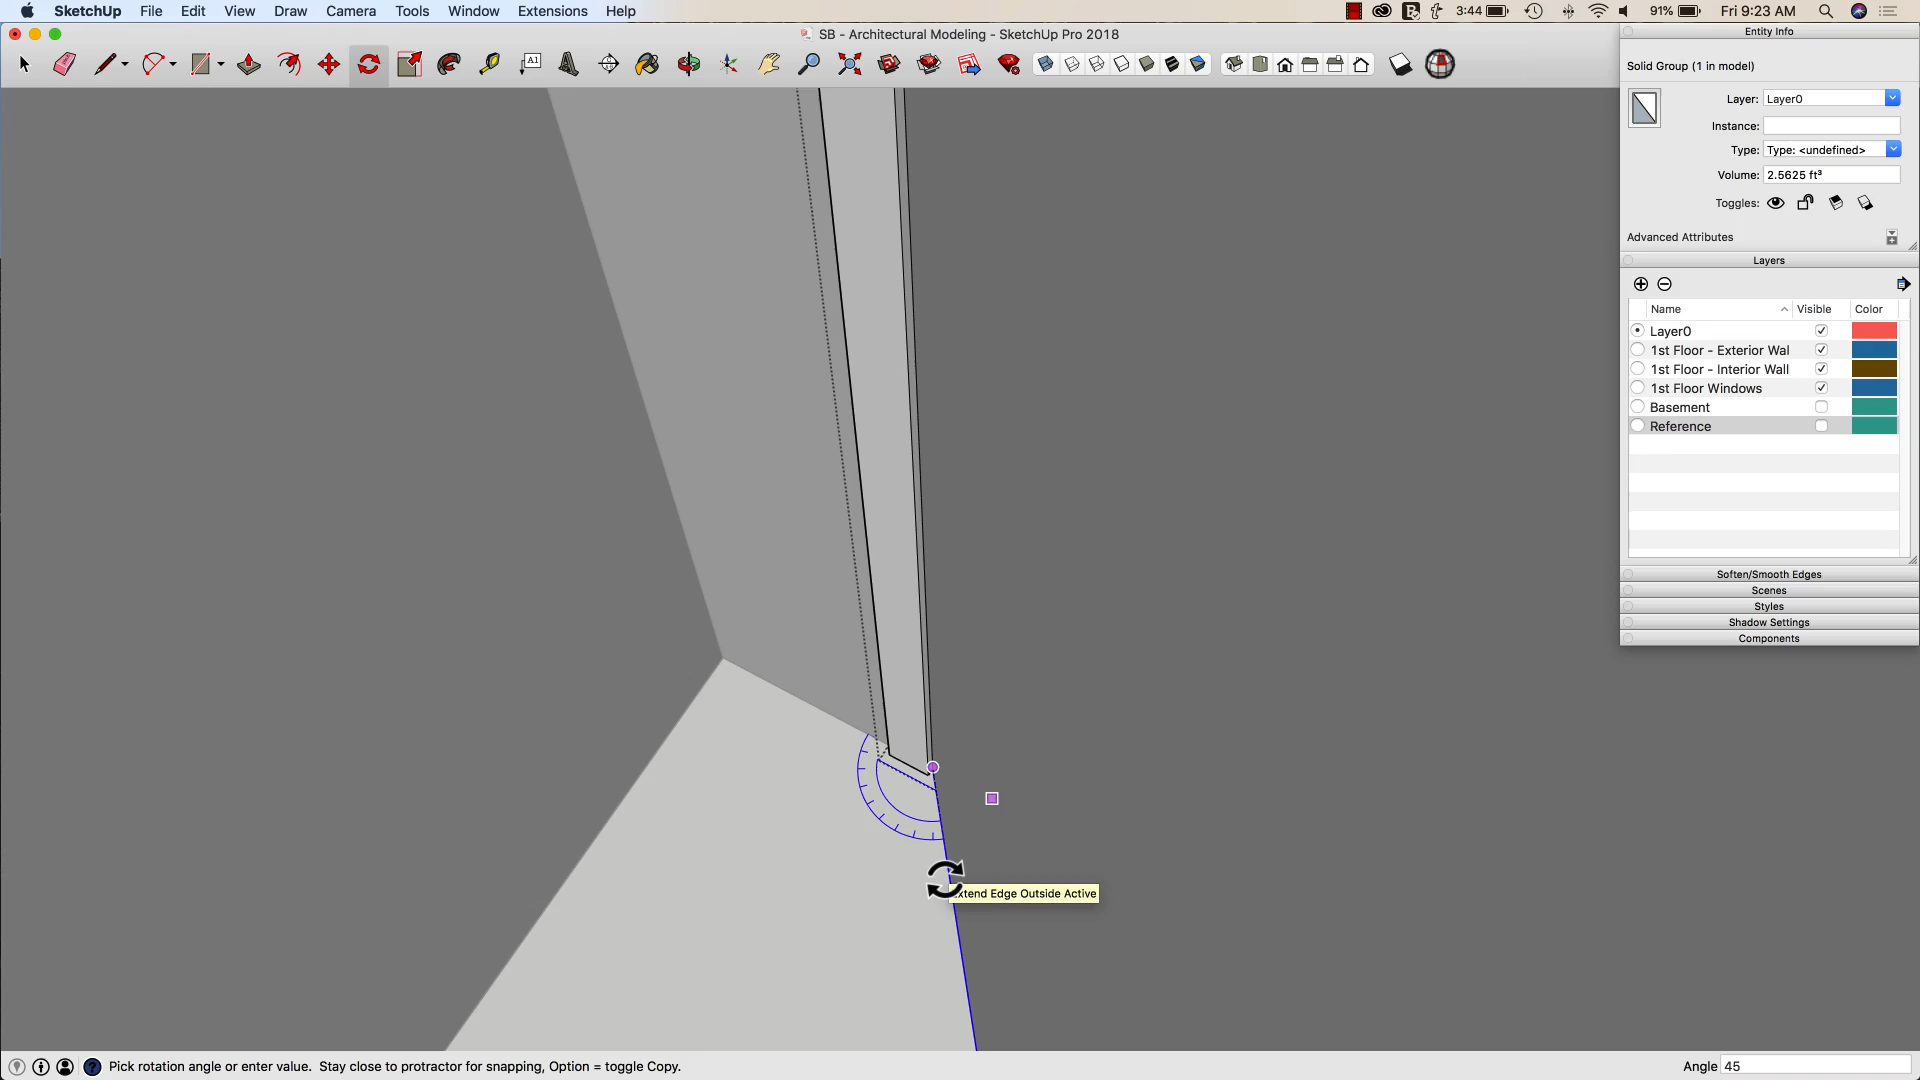 SketchUp File Edit View Draw Camera Tools Window Extensions Help 3:44 91% Fri 9:23 AM
SB - Architectural Modeling - SketchUp Pro 2018
A1
Entity Info
Solid Group (1 in model)
Layer: Layer0
Instance:
Type: Type: <undefined>
Volume: 2.5625 ft³
Toggles:
Advanced Attributes
Layers
Name Visible Color
Layer0
1st Floor - Exterior Wal
1st Floor - Interior Wall
1st Floor Windows
Basement
Reference
Soften/Smooth Edges
Scenes
Styles
Shadow Settings
Components
xtend Edge Outside Active
Pick rotation angle or enter value. Stay close to protractor for snapping, Option = toggle Copy.
Angle 45